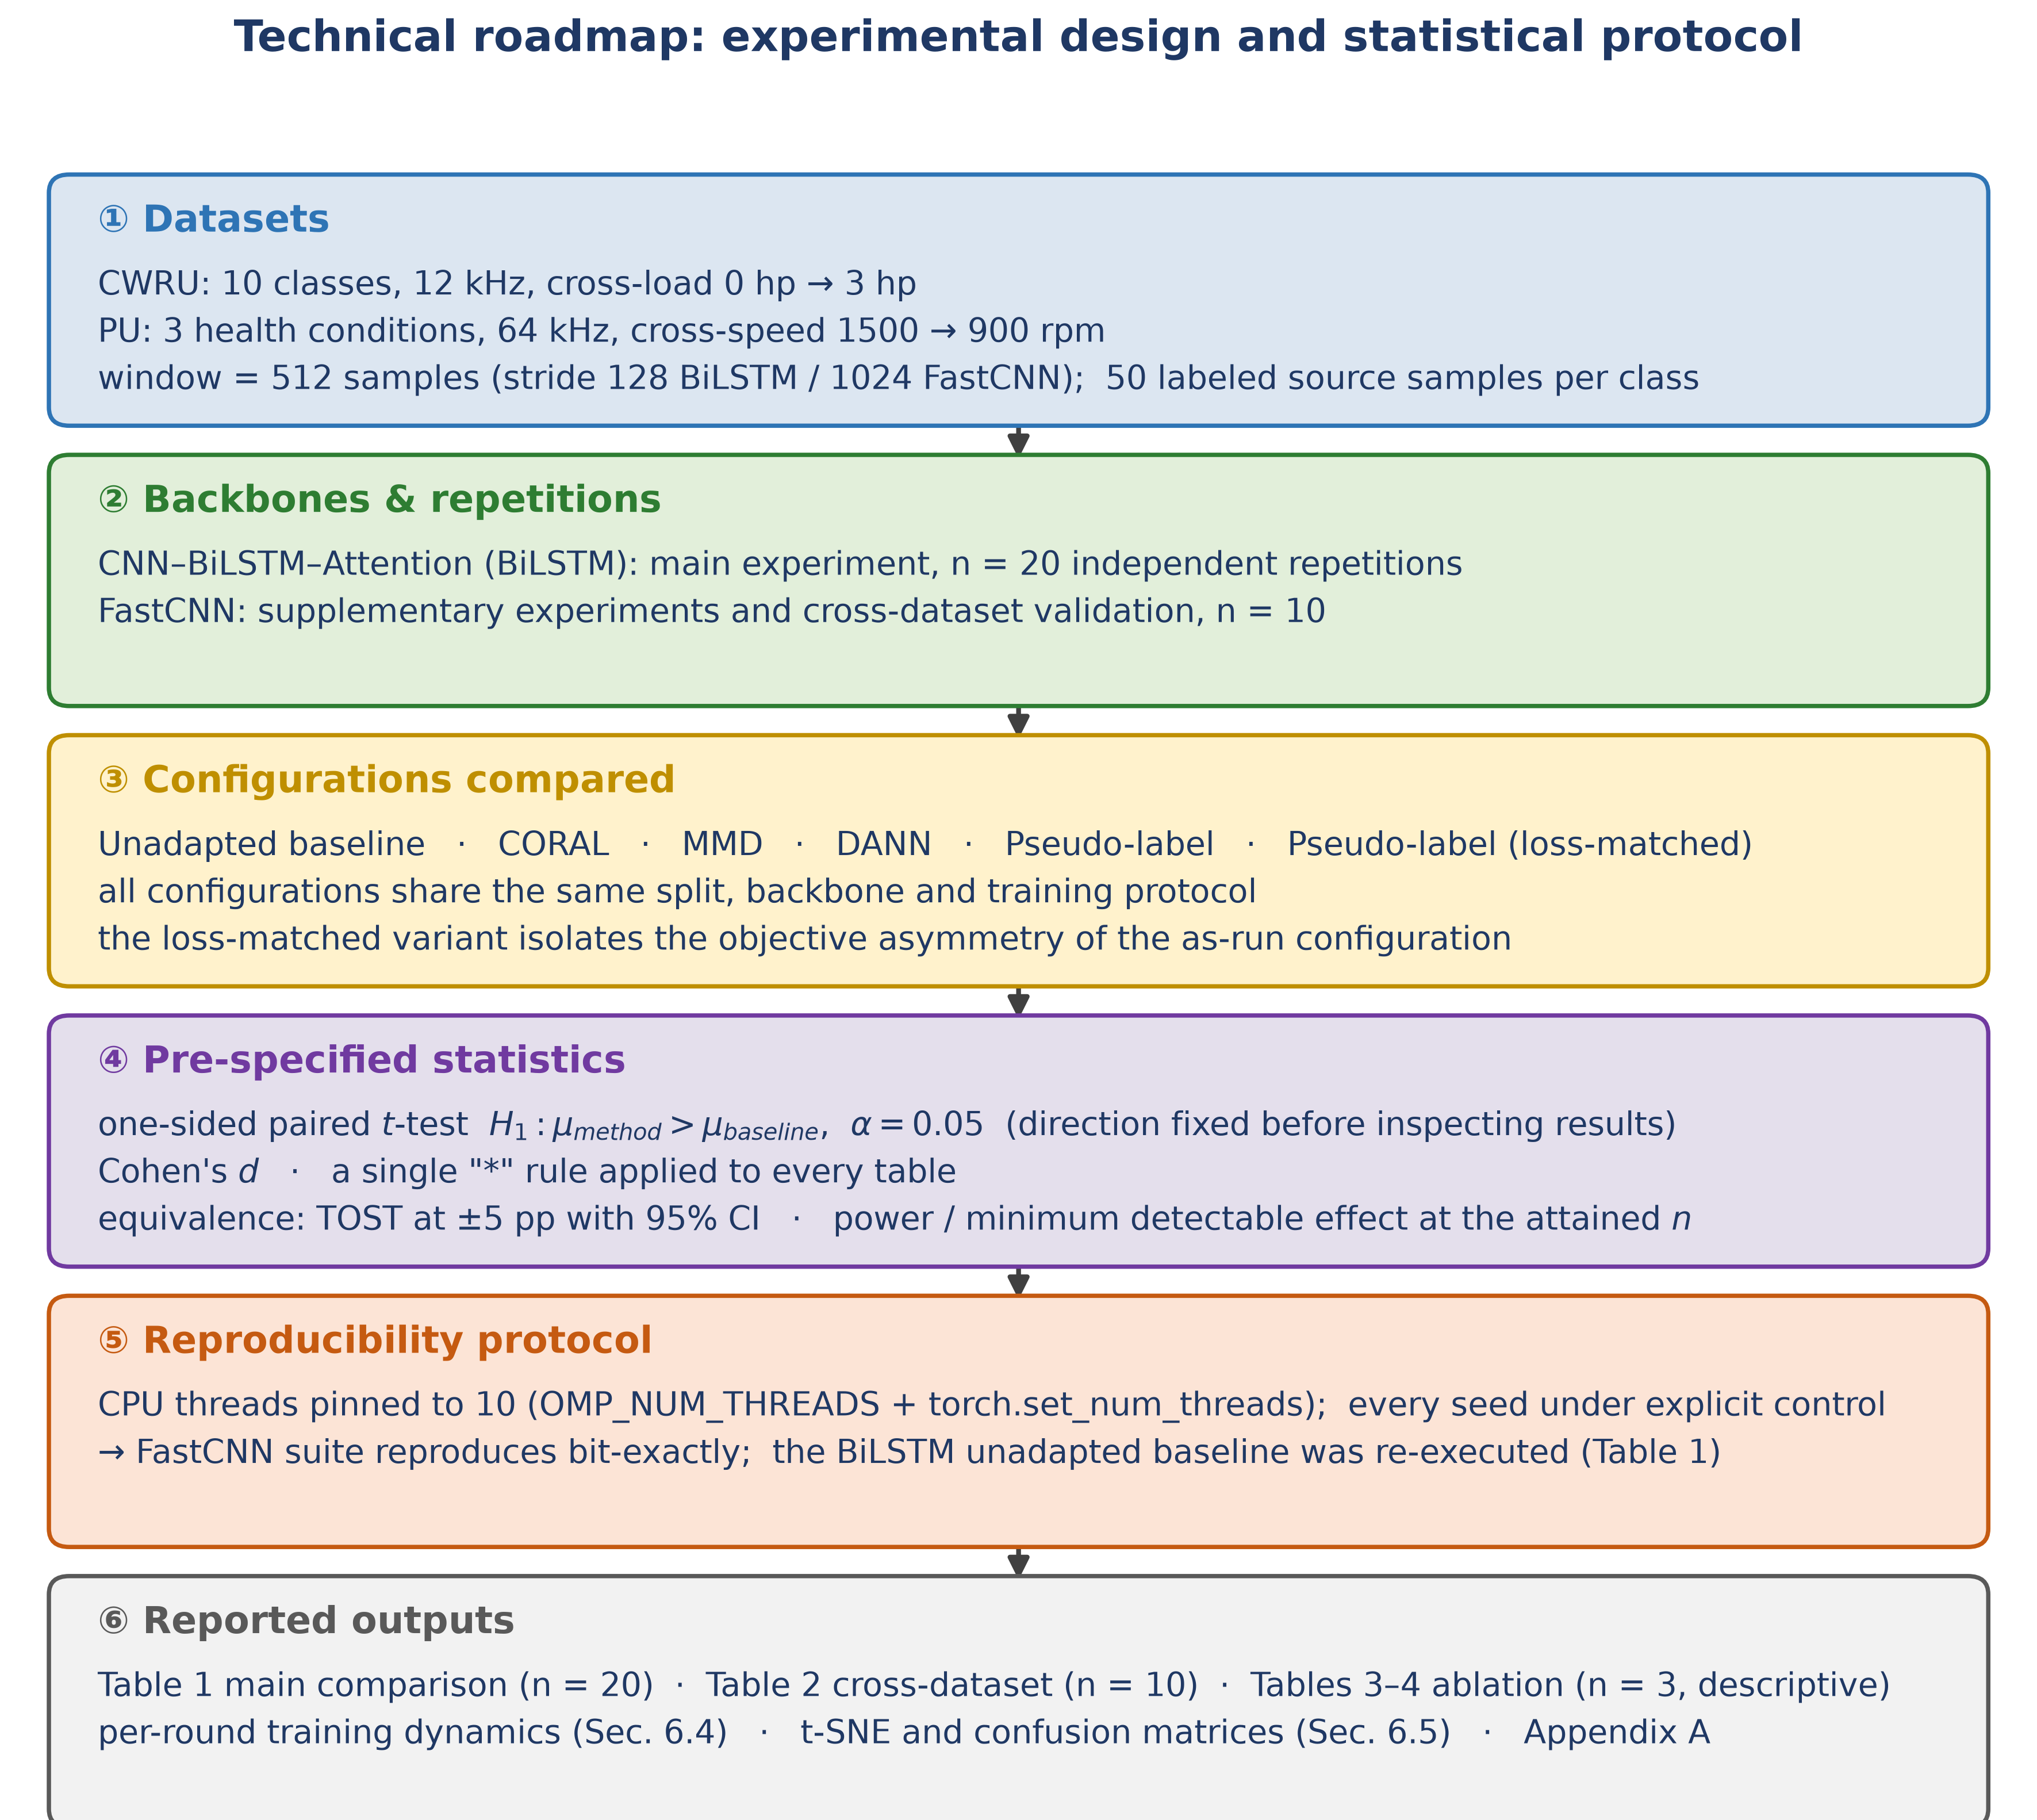 Technical roadmap: experimental design and statistical protocol
① Datasets
CWRU: 10 classes, 12 kHz, cross-load 0 hp → 3 hp
PU: 3 health conditions, 64 kHz, cross-speed 1500 → 900 rpm
window = 512 samples (stride 128 BiLSTM / 1024 FastCNN);  50 labeled source samples per class
② Backbones & repetitions
CNN–BiLSTM–Attention (BiLSTM): main experiment, n = 20 independent repetitions
FastCNN: supplementary experiments and cross-dataset validation, n = 10
③ Configurations compared
Unadapted baseline · CORAL · MMD · DANN · Pseudo-label · Pseudo-label (loss-matched)
all configurations share the same split, backbone and training protocol
the loss-matched variant isolates the objective asymmetry of the as-run configuration
④ Pre-specified statistics
one-sided paired t-test  H₁ : μ_method > μ_baseline,  α = 0.05  (direction fixed before inspecting results)
Cohen's d · a single "*" rule applied to every table
equivalence: TOST at ±5 pp with 95% CI · power / minimum detectable effect at the attained n
⑤ Reproducibility protocol
CPU threads pinned to 10 (OMP_NUM_THREADS + torch.set_num_threads);  every seed under explicit control
→ FastCNN suite reproduces bit-exactly;  the BiLSTM unadapted baseline was re-executed (Table 1)
⑥ Reported outputs
Table 1 main comparison (n = 20) · Table 2 cross-dataset (n = 10) · Tables 3–4 ablation (n = 3, descriptive)
per-round training dynamics (Sec. 6.4) · t-SNE and confusion matrices (Sec. 6.5) · Appendix A